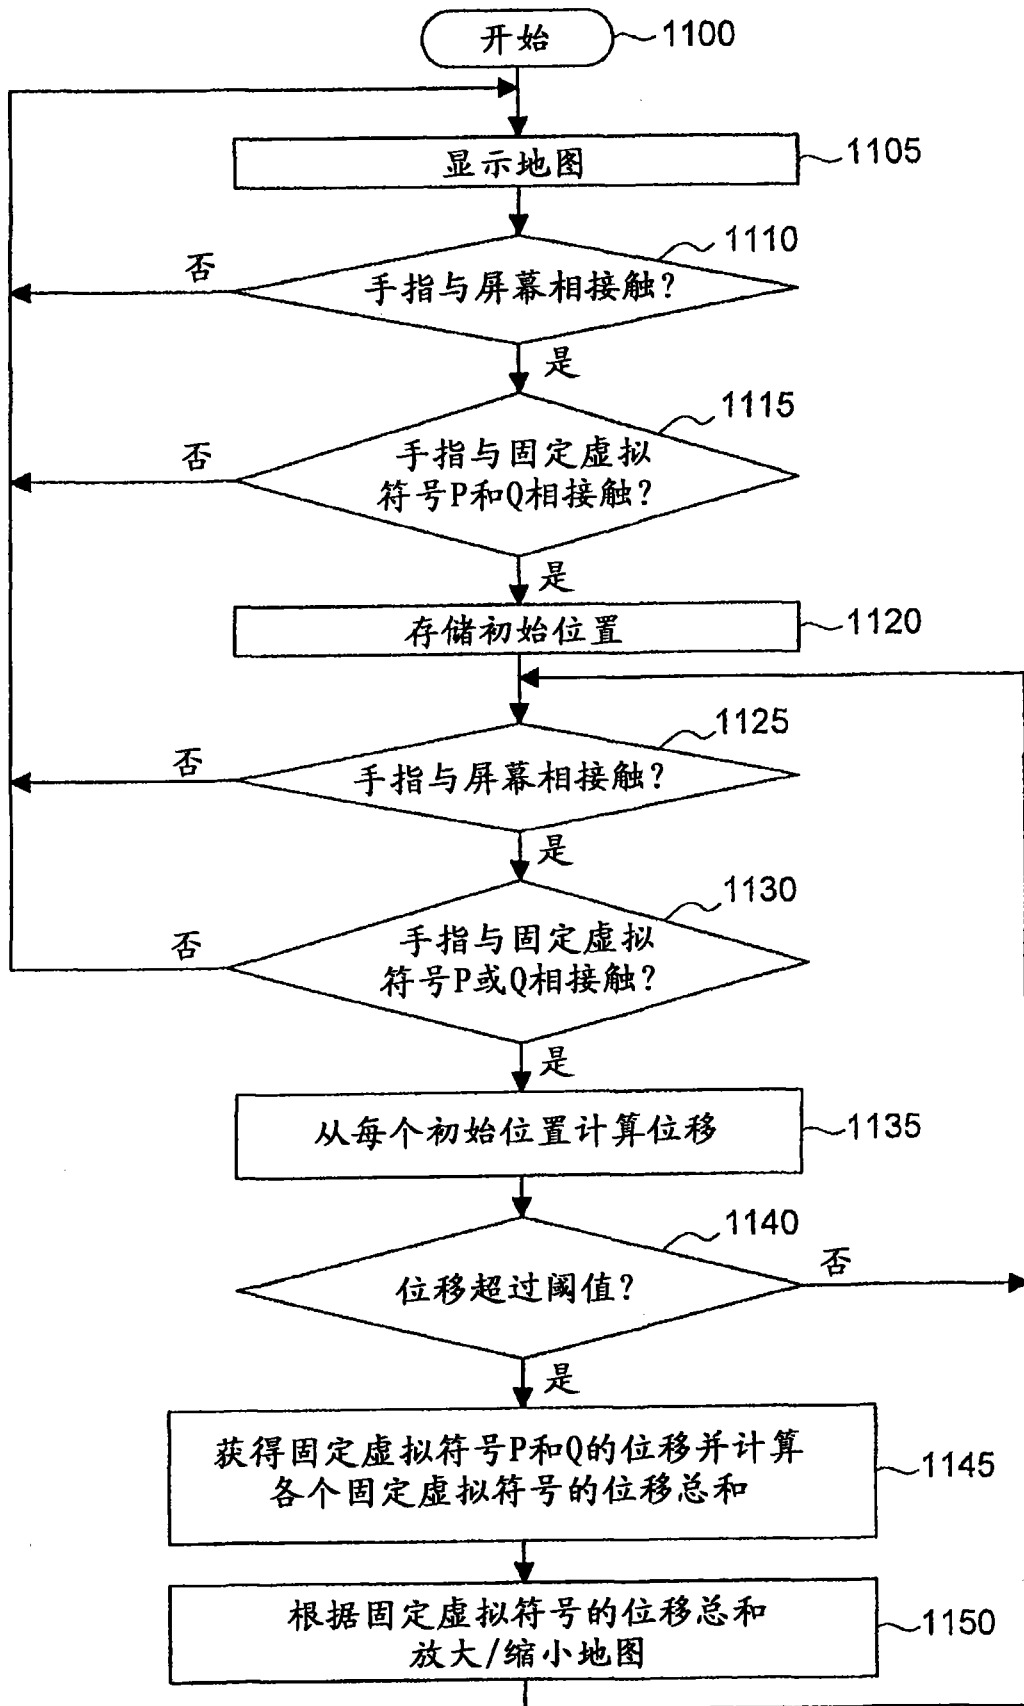 开始
1100
显示地图
1105
1110
否
手指与屏幕相接触?
是
1115
否
手指与固定虚拟
符号P和Q相接触?
是
存储初始位置
1120
1125
否
手指与屏幕相接触?
是
1130
否
手指与固定虚拟
符号P或Q相接触?
是
从每个初始位置计算位移
1135
1140
否
位移超过阈值?
是
获得固定虚拟符号P和Q的位移并计算
各个固定虚拟符号的位移总和
1145
根据固定虚拟符号的位移总和
放大/缩小地图
1150